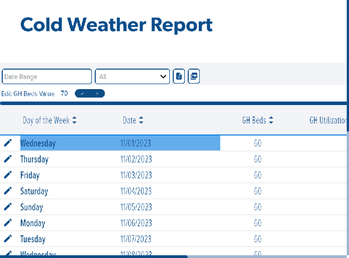 Cold Weather Report
Date Range All
Edit GH Beds Value 70
Day of the Week Date GH Beds GH Utilization
Wednesday 11/01/2023 60
Thursday 11/02/2023 60
Friday 11/03/2023 60
Saturday 11/04/2023 60
Sunday 11/05/2023 60
Monday 11/06/2023 60
Tuesday 11/07/2023 60
Wednesday 11/08/2023 60